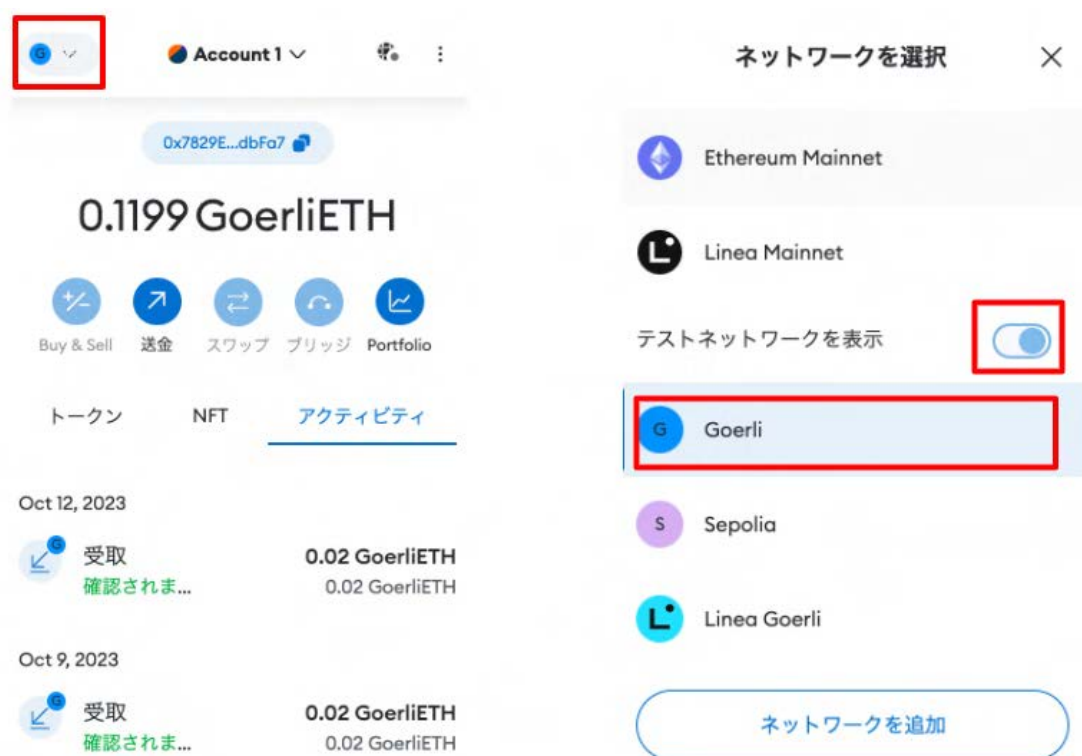 G
Account 1
0x7829E...dbFa7
0.1199 GoerliETH
Buy & Sell 送金 スワップ ブリッジ Portfolio
トークン NFT アクティビティ
Oct 12, 2023
G
受取 0.02 GoerliETH
確認されま... 0.02 GoerliETH
Oct 9, 2023
G
受取 0.02 GoerliETH
確認されま... 0.02 GoerliETH
ネットワークを選択
Ethereum Mainnet
L Linea Mainnet
テストネットワークを表示
G Goerli
S Sepolia
L Linea Goerli
ネットワークを追加